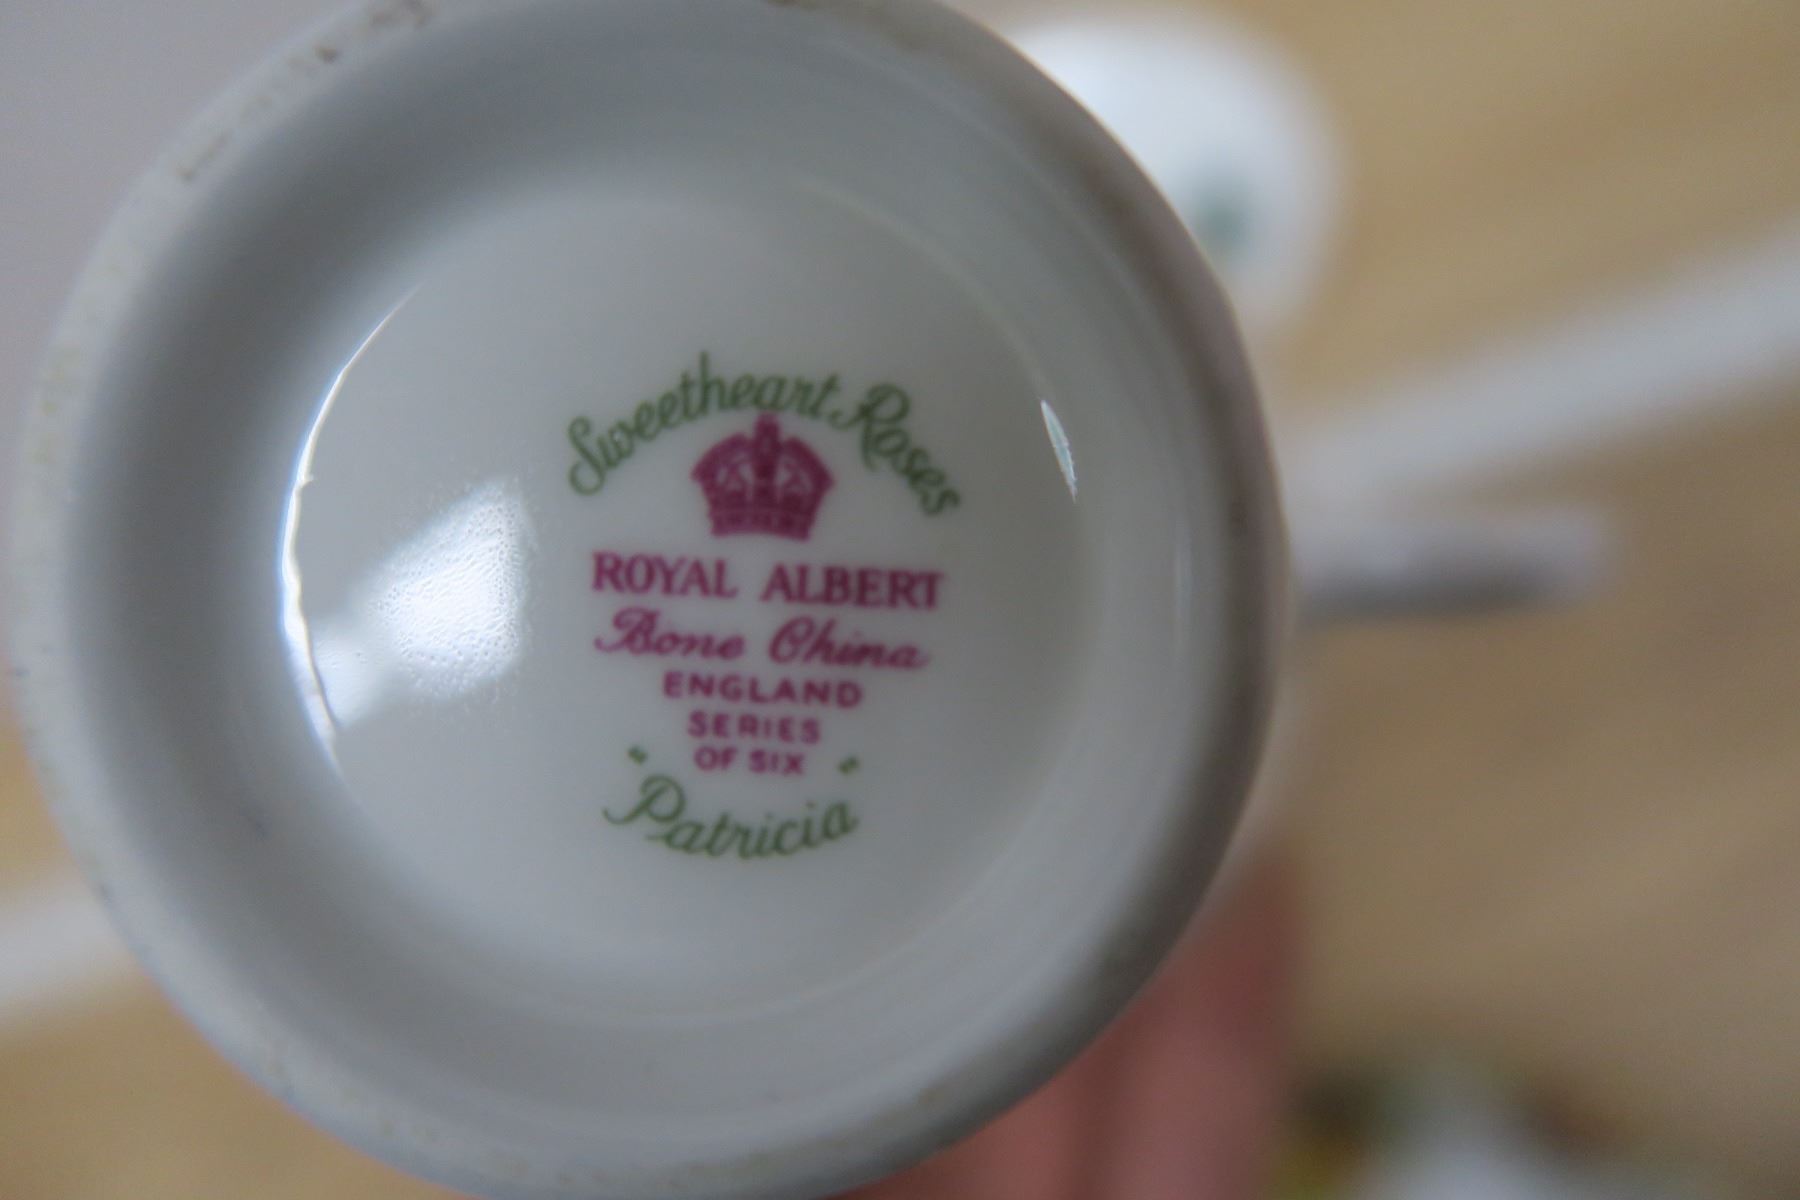 Sweetheart Roses
ROYAL ALBERT
Bone China
ENGLAND
SERIES
OF SIX
"Patricia"